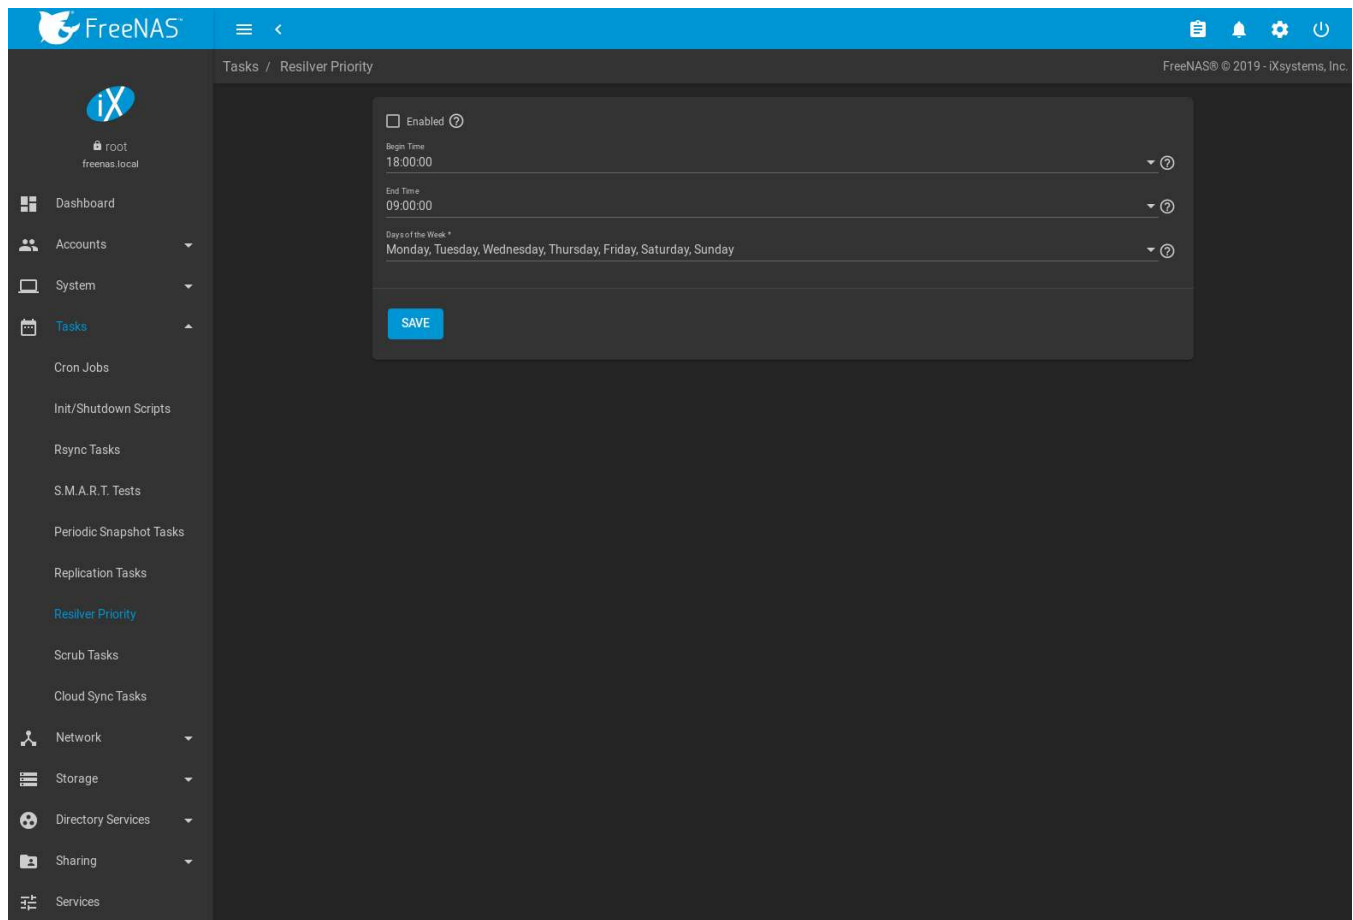 FreeNAS
Tasks / Resilver Priority
FreeNAS® © 2019 - iXsystems, Inc.
iX
root
freenas.local
Dashboard
Accounts
System
Tasks
Cron Jobs
Init/Shutdown Scripts
Rsync Tasks
S.M.A.R.T. Tests
Periodic Snapshot Tasks
Replication Tasks
Resilver Priority
Scrub Tasks
Cloud Sync Tasks
Network
Storage
Directory Services
Sharing
Services
Enabled
Begin Time
18:00:00
End Time
09:00:00
Days of the Week *
Monday, Tuesday, Wednesday, Thursday, Friday, Saturday, Sunday
SAVE